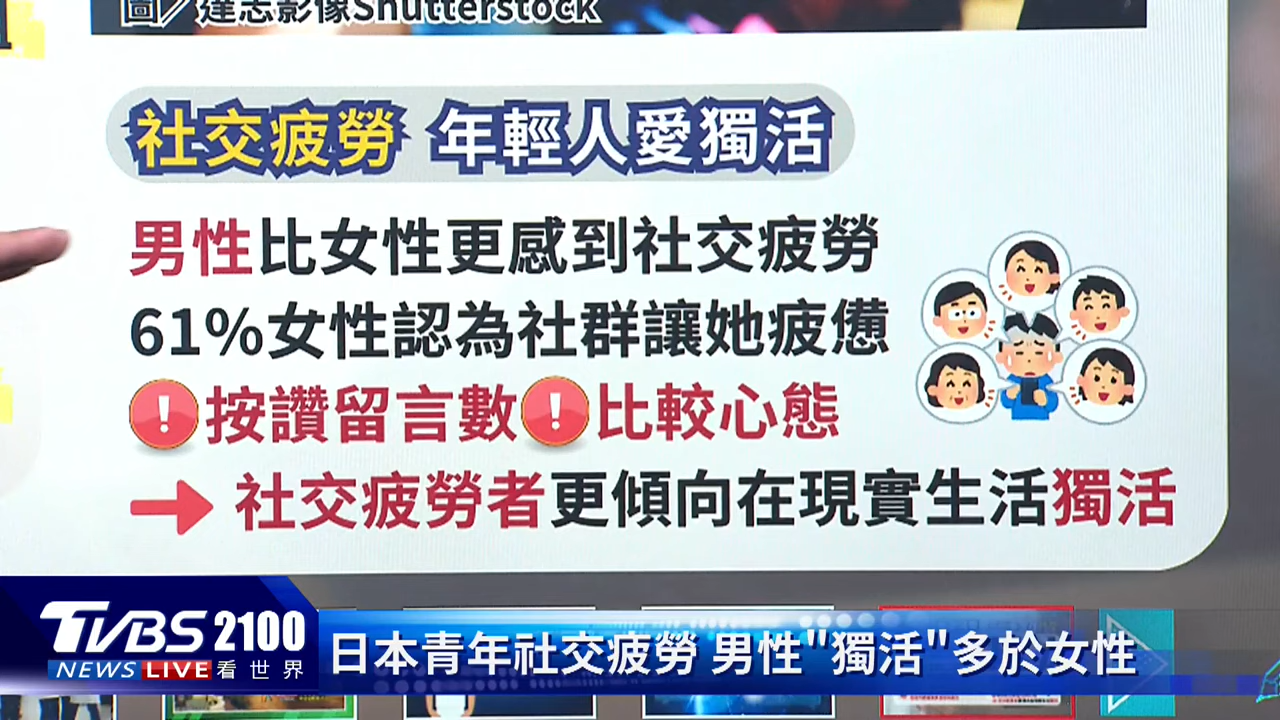 圖／達志影像Shutterstock
社交疲勞 年輕人愛獨活
男性比女性更感到社交疲勞
61%女性認為社群讓她疲憊
按讚留言數 比較心態
社交疲勞者更傾向在現實生活獨活
TVBS 2100
NEWS LIVE 看世界
日本青年社交疲勞 男性"獨活"多於女性